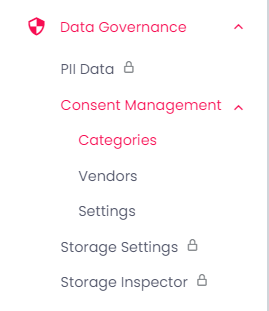 Data Governance
PII Data
Consent Management
Categories
Vendors
Settings
Storage Settings
Storage Inspector